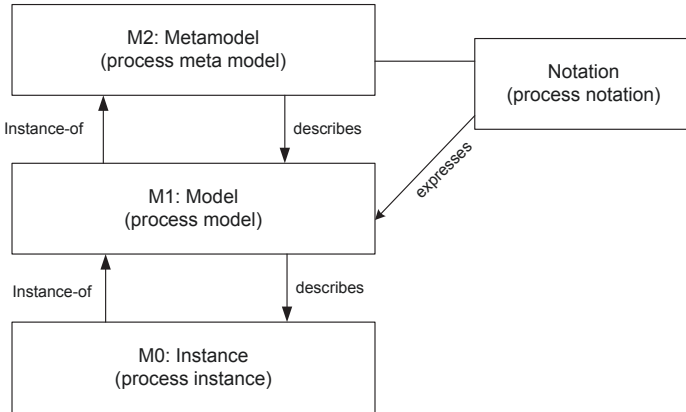 M2: Metamodel
(process meta model)
Notation
(process notation)
Instance-of
describes
expresses
M1: Model
(process model)
Instance-of
describes
M0: Instance
(process instance)